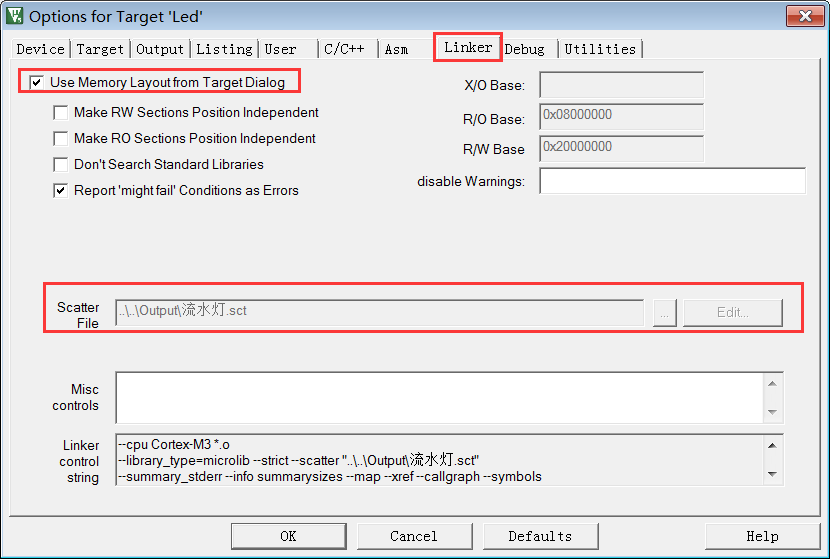 Options for Target 'Led'
Device Target Output Listing User C/C++ Asm Linker Debug Utilities
Use Memory Layout from Target Dialog
Make RW Sections Position Independent
Make RO Sections Position Independent
Don't Search Standard Libraries
Report 'might fail' Conditions as Errors
X/O Base:
R/O Base: 0x08000000
R/W Base 0x20000000
disable Warnings:
Scatter
File
..\..\Output\流水灯.sct
... Edit...
Misc
controls
Linker
control
string
--cpu Cortex-M3 *.o
--library_type=microlib --strict --scatter "..\..\Output\流水灯.sct"
--summary_stderr --info summarysizes --map --xref --callgraph --symbols
OK Cancel Defaults Help